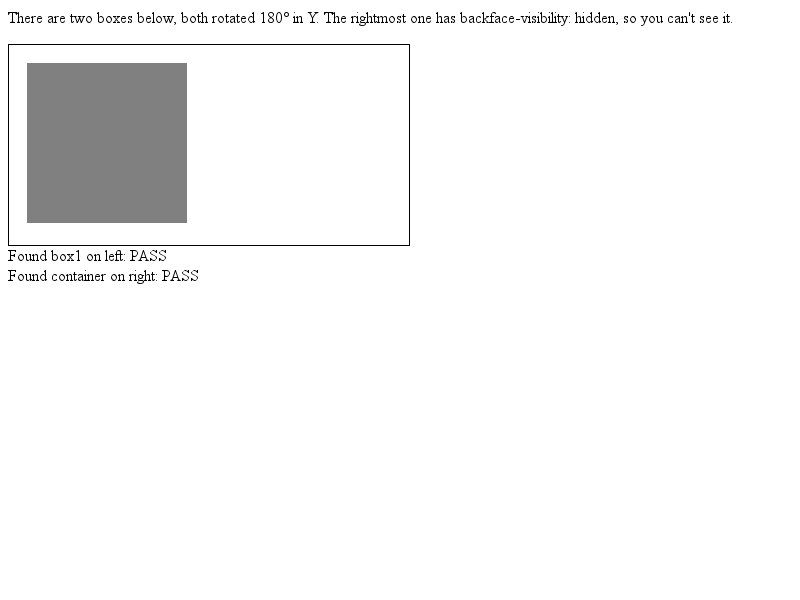 There are two boxes below, both rotated 180° in Y. The rightmost one has backface-visibility: hidden, so you can't see it.
Found box1 on left: PASS
Found container on right: PASS